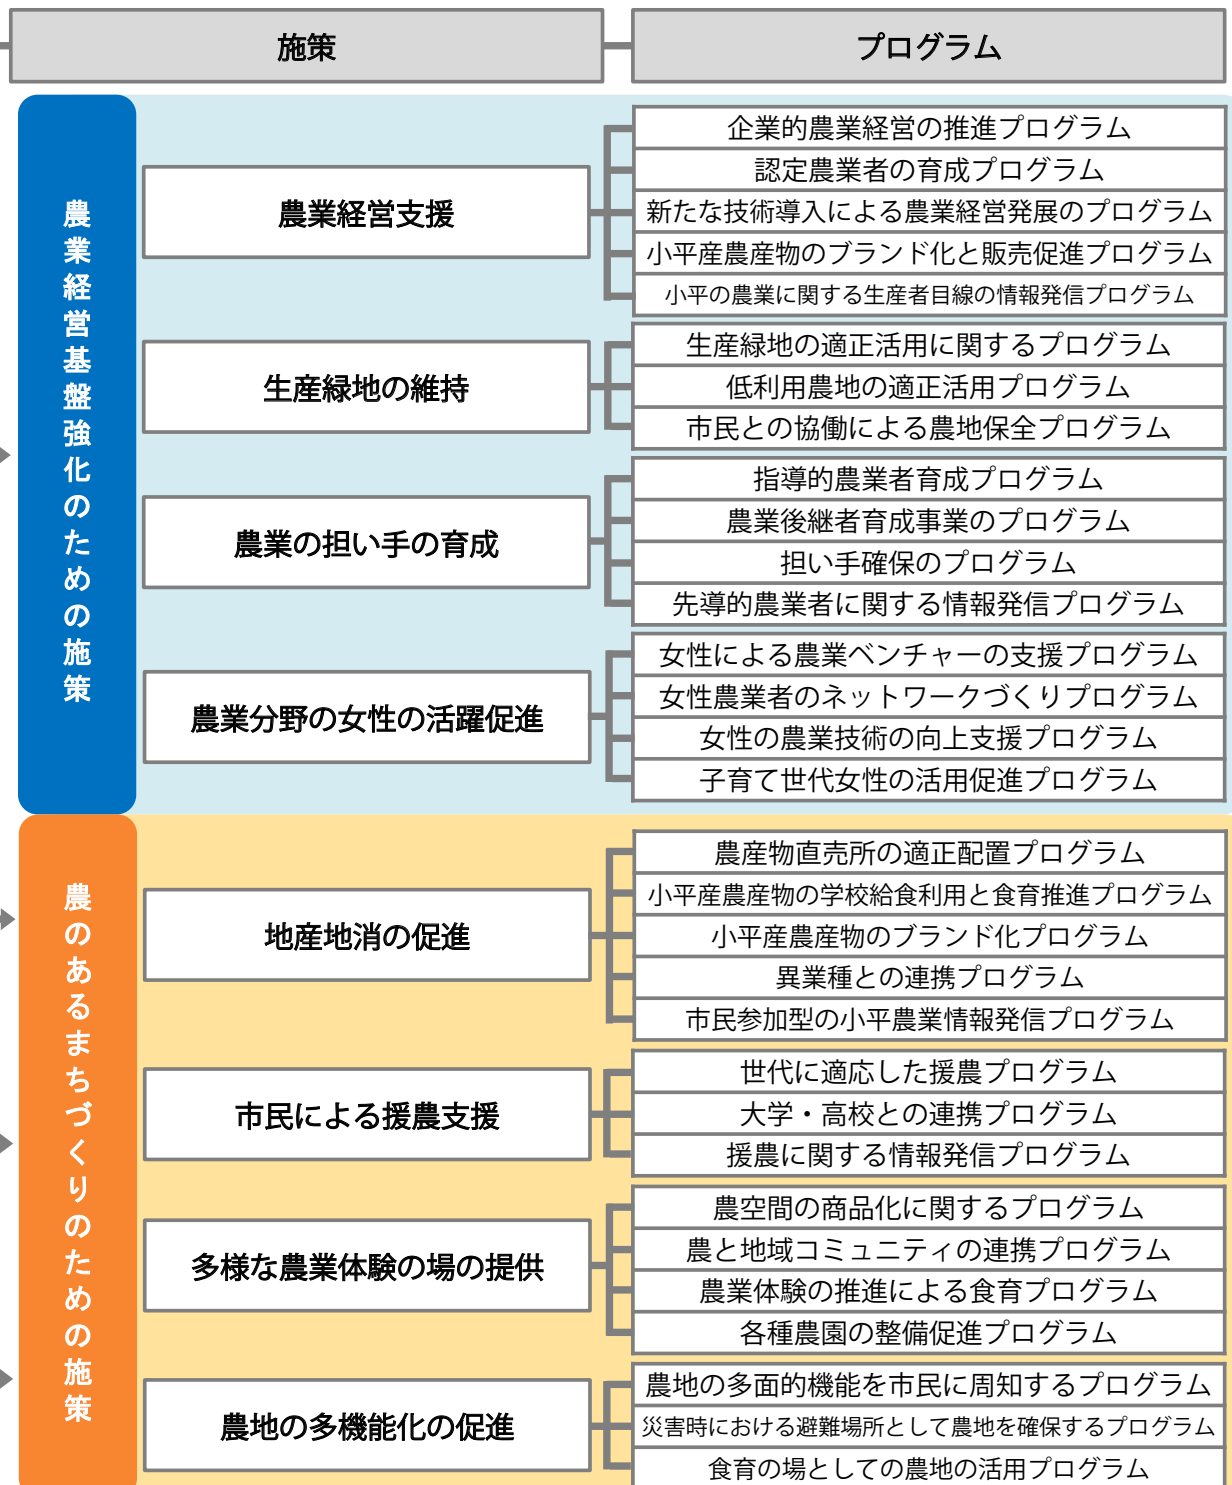 施策
プログラム
農業経営基盤強化のための施策
農業経営支援
企業的農業経営の推進プログラム
認定農業者の育成プログラム
新たな技術導入による農業経営発展のプログラム
小平産農産物のブランド化と販売促進プログラム
小平の農業に関する生産者目線の情報発信プログラム
生産緑地の維持
生産緑地の適正活用に関するプログラム
低利用農地の適正活用プログラム
市民との協働による農地保全プログラム
農業の担い手の育成
指導的農業者育成プログラム
農業後継者育成事業のプログラム
担い手確保のプログラム
先導的農業者に関する情報発信プログラム
農業分野の女性の活躍促進
女性による農業ベンチャーの支援プログラム
女性農業者のネットワークづくりプログラム
女性の農業技術の向上支援プログラム
子育て世代女性の活用促進プログラム
農のあるまちづくりのための施策
地産地消の促進
農産物直売所の適正配置プログラム
小平産農産物の学校給食利用と食育推進プログラム
小平産農産物のブランド化プログラム
異業種との連携プログラム
市民参加型の小平農業情報発信プログラム
市民による援農支援
世代に適応した援農プログラム
大学・高校との連携プログラム
援農に関する情報発信プログラム
多様な農業体験の場の提供
農空間の商品化に関するプログラム
農と地域コミュニティの連携プログラム
農業体験の推進による食育プログラム
各種農園の整備促進プログラム
農地の多機能化の促進
農地の多面的機能を市民に周知するプログラム
災害時における避難場所として農地を確保するプログラム
食育の場としての農地の活用プログラム